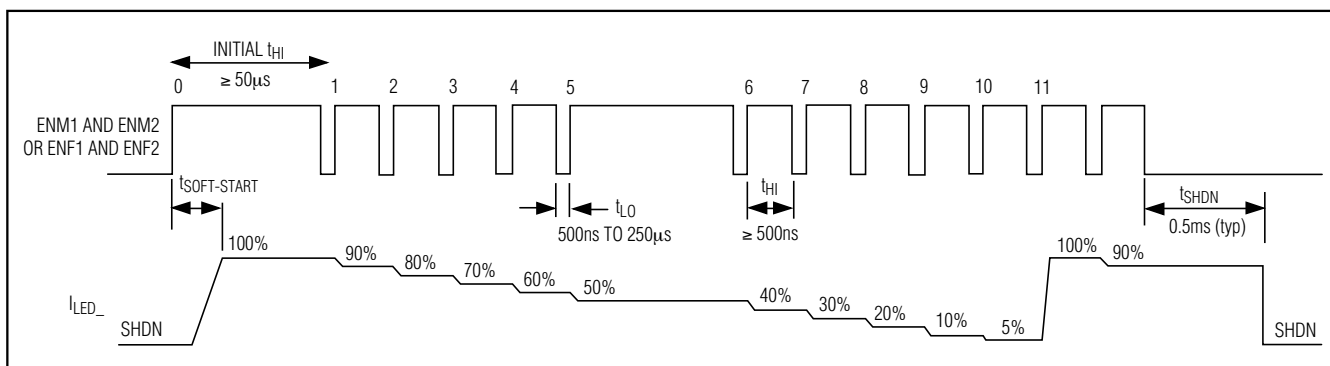 INITIAL tHI
≥ 50μs
0 1 2 3 4 5 6 7 8 9 10 11
ENM1 AND ENM2
OR ENF1 AND ENF2
tSOFT-START
tLO
500ns TO 250μs
tHI
≥ 500ns
tSHDN
0.5ms (typ)
100% 90% 80% 70% 60% 50% 40% 30% 20% 10% 5% 100% 90%
ILED_
SHDN
SHDN